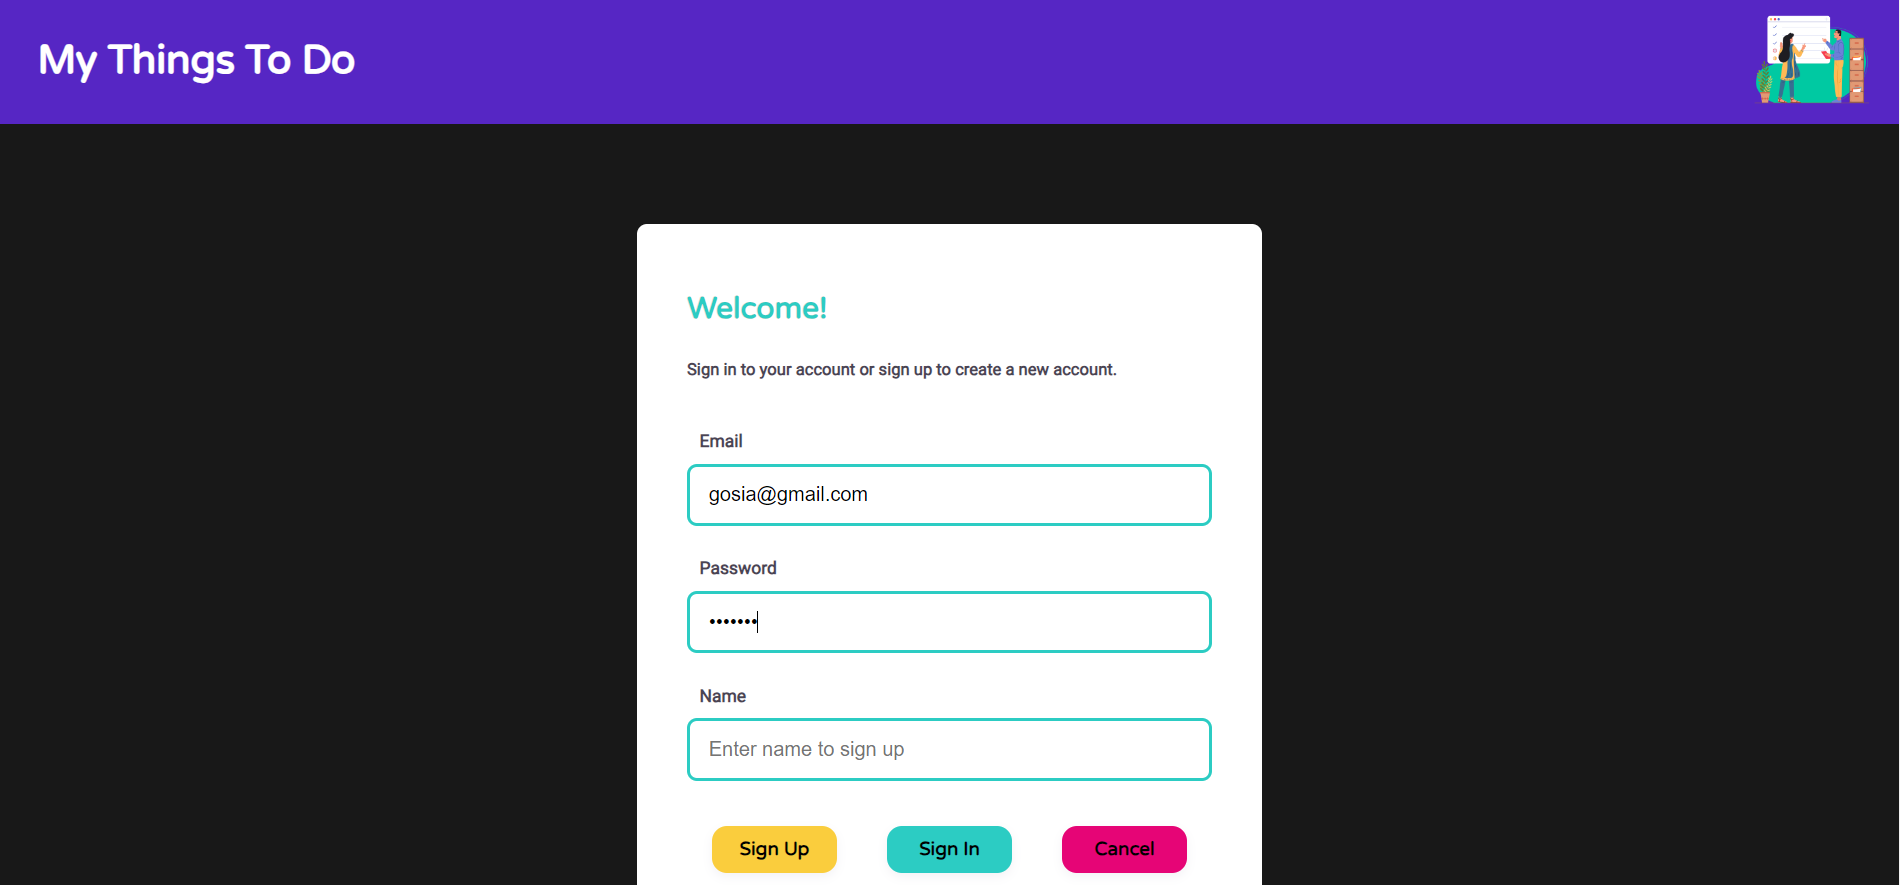 My Things To Do
Welcome!
Sign in to your account or sign up to create a new account.
Email
gosia@gmail.com
Password
•••••••
Name
Enter name to sign up
Sign Up Sign In Cancel